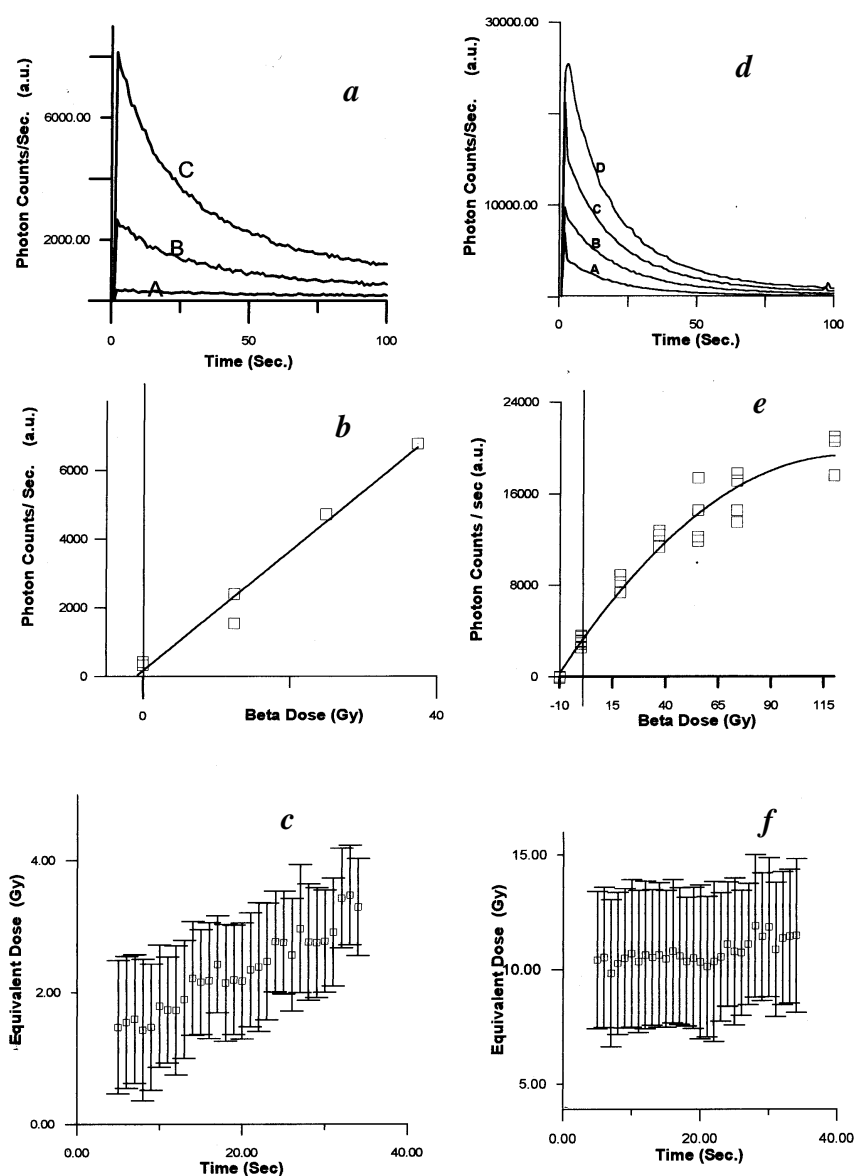 a
Photon Counts/Sec. (a.u.)
6000.00
2000.00
C
B
A
0
50
100
Time (Sec.)
d
Photon Counts/Sec. (a.u.)
30000.00
10000.00
D
C
B
A
0
50
100
Time (Sec.)
b
Photon Counts/ Sec. (a.u.)
6000
4000
2000
0
0
40
Beta Dose (Gy)
e
Photon Counts / sec (a.u.)
24000
16000
8000
0
-10
15
40
65
90
115
Beta Dose (Gy)
c
Equivalent Dose (Gy)
4.00
2.00
0.00
0.00
20.00
40.00
Time (Sec)
f
Equivalent Dose (Gy)
15.00
10.00
5.00
0.00
20.00
40.00
Time (Sec.)